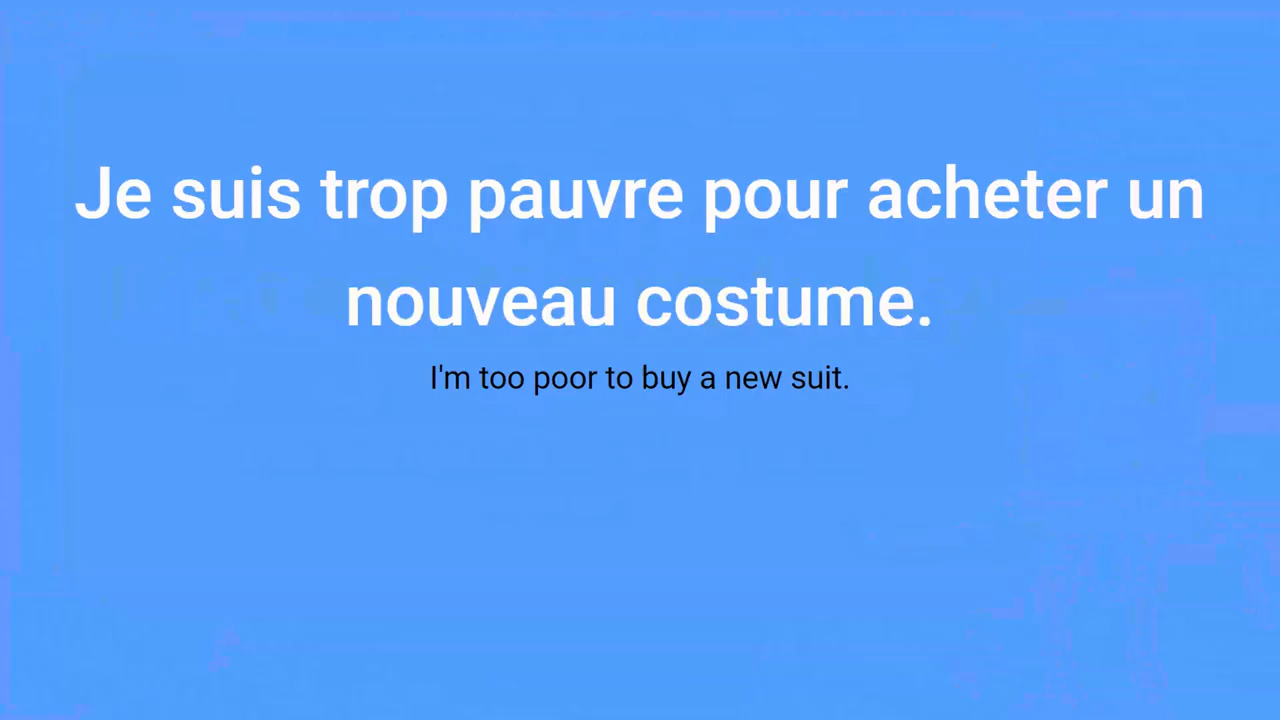 Je suis trop pauvre pour acheter un
nouveau costume.
I'm too poor to buy a new suit.